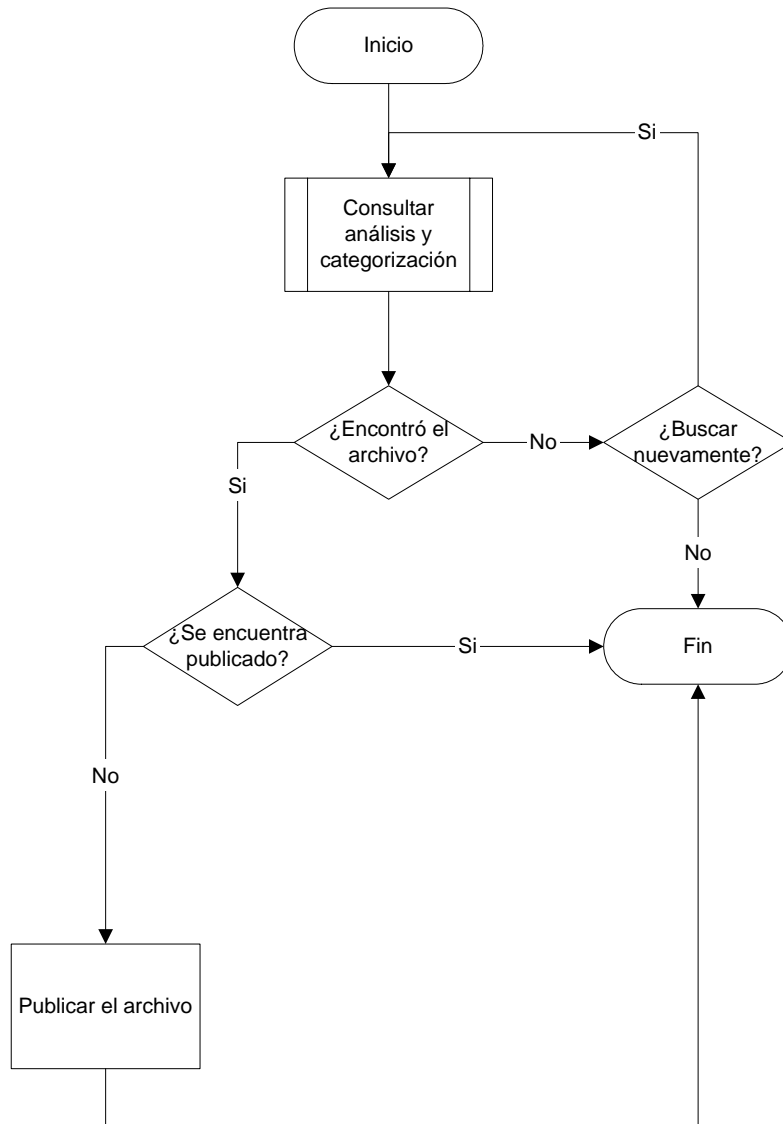 Inicio
Si
Consultar
análisis y
categorización
¿Encontró el
archivo?
No
¿Buscar
nuevamente?
Si
No
¿Se encuentra
publicado?
Si
Fin
No
Publicar el archivo